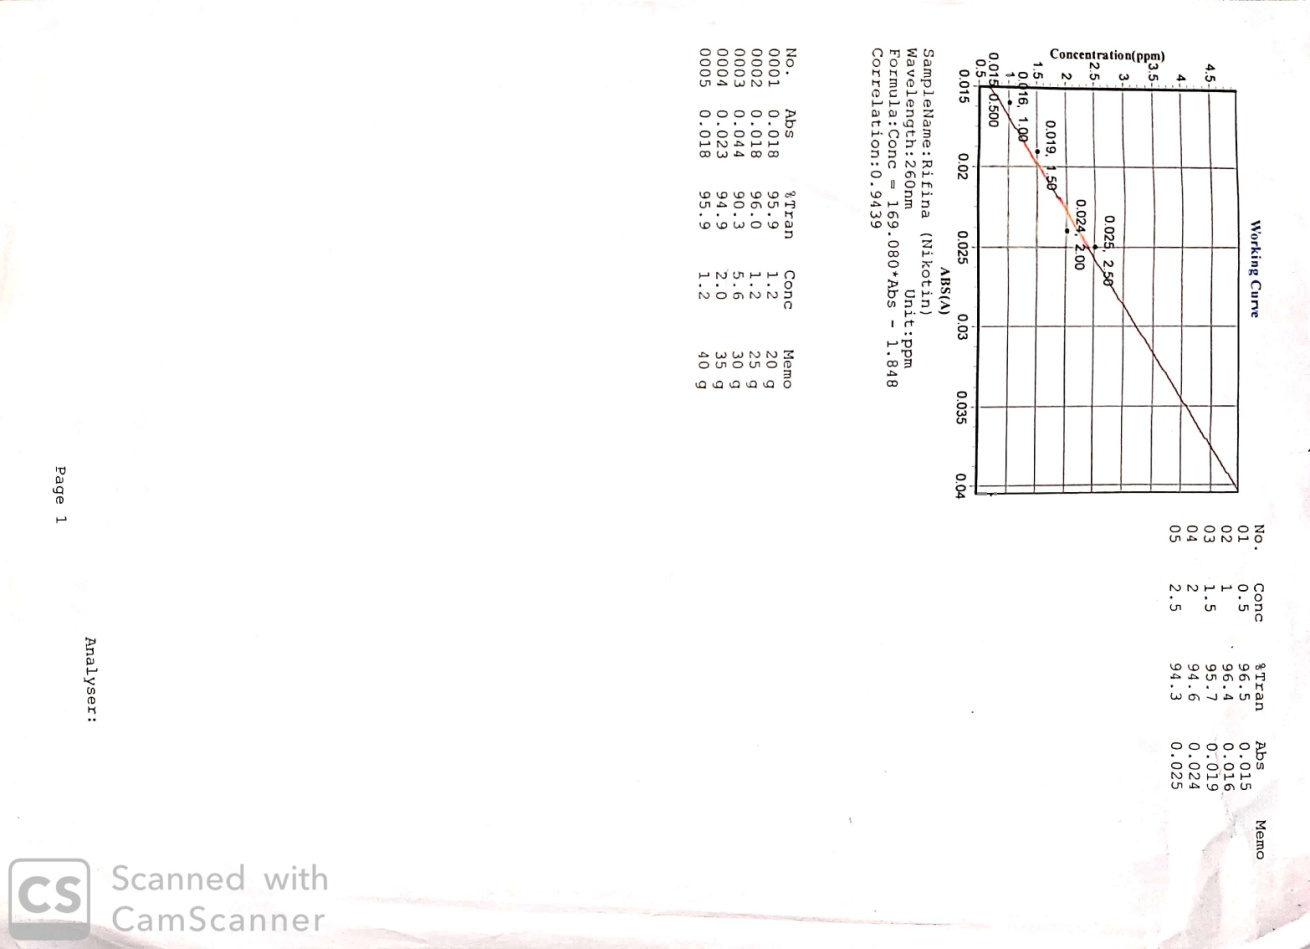 Working Curve
Concentration(ppm)
4.5
4
3.5
3
2.5
2
1.5
1
0.5
0.025, 2.50
0.024, 2.00
0.019, 1.50
0.016, 1.00
0.015, 0.500
0.015 0.02 0.025 0.03 0.035 0.04
ABS(A)
No. Conc %Tran Abs Memo
01 0.5 96.5 0.015
02 1 96.4 0.016
03 1.5 95.7 0.019
04 2 94.6 0.024
05 2.5 94.3 0.025
SampleName:Rifina (Nikotin)
Wavelength:260nm Unit:ppm
Formula:Conc = 169.080*Abs - 1.848
Correlation:0.9439
No. Abs %Tran Conc Memo
0001 0.018 95.9 1.2 20 g
0002 0.018 96.0 1.2 25 g
0003 0.044 90.3 5.6 30 g
0004 0.023 94.9 2.0 35 g
0005 0.018 95.9 1.2 40 g
Analyser:
Page 1
CS
Scanned with
CamScanner